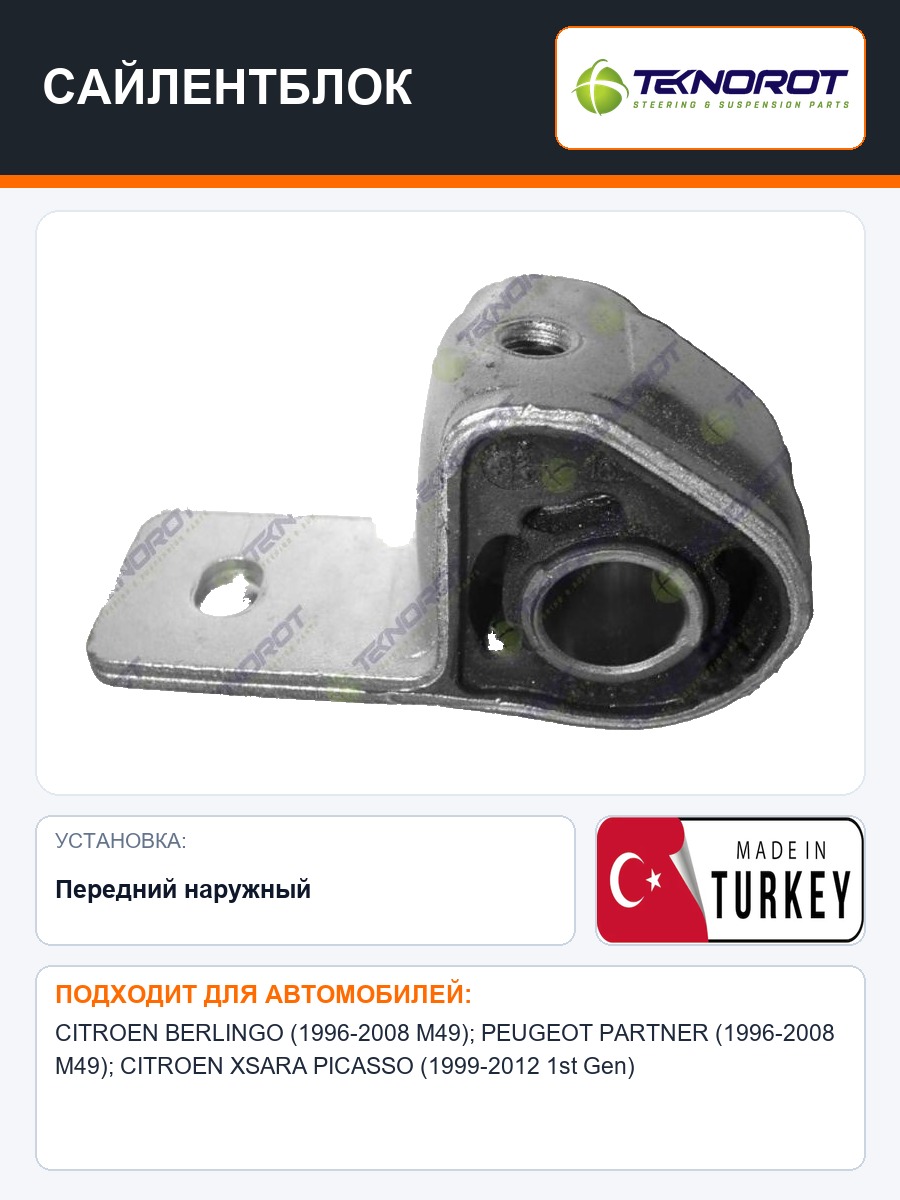 САЙЛЕНТБЛОК
TEKNOROT
STEERING & SUSPENSION PARTS
УСТАНОВКА:
Передний наружный
MADE IN
TURKEY
ПОДХОДИТ ДЛЯ АВТОМОБИЛЕЙ:
CITROEN BERLINGO (1996-2008 M49); PEUGEOT PARTNER (1996-2008
M49); CITROEN XSARA PICASSO (1999-2012 1st Gen)